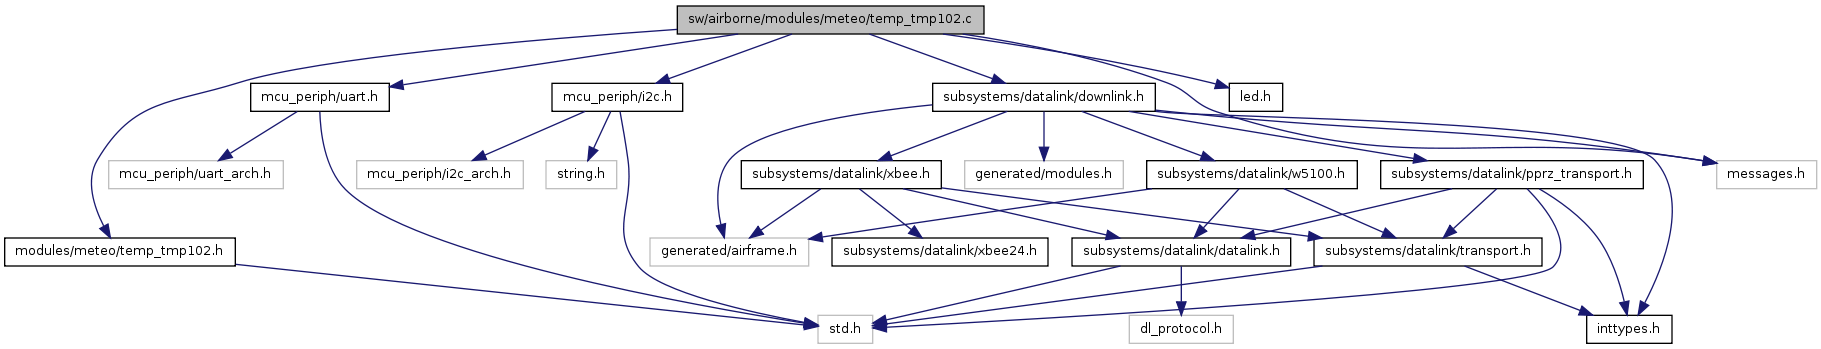 sw/airborne/modules/meteo/temp_tmp102.c
mcu_periph/uart.h
mcu_periph/i2c.h
subsystems/datalink/downlink.h
led.h
mcu_periph/uart_arch.h
mcu_periph/i2c_arch.h
string.h
subsystems/datalink/xbee.h
generated/modules.h
subsystems/datalink/w5100.h
subsystems/datalink/pprz_transport.h
messages.h
modules/meteo/temp_tmp102.h
generated/airframe.h
subsystems/datalink/xbee24.h
subsystems/datalink/datalink.h
subsystems/datalink/transport.h
std.h
dl_protocol.h
inttypes.h